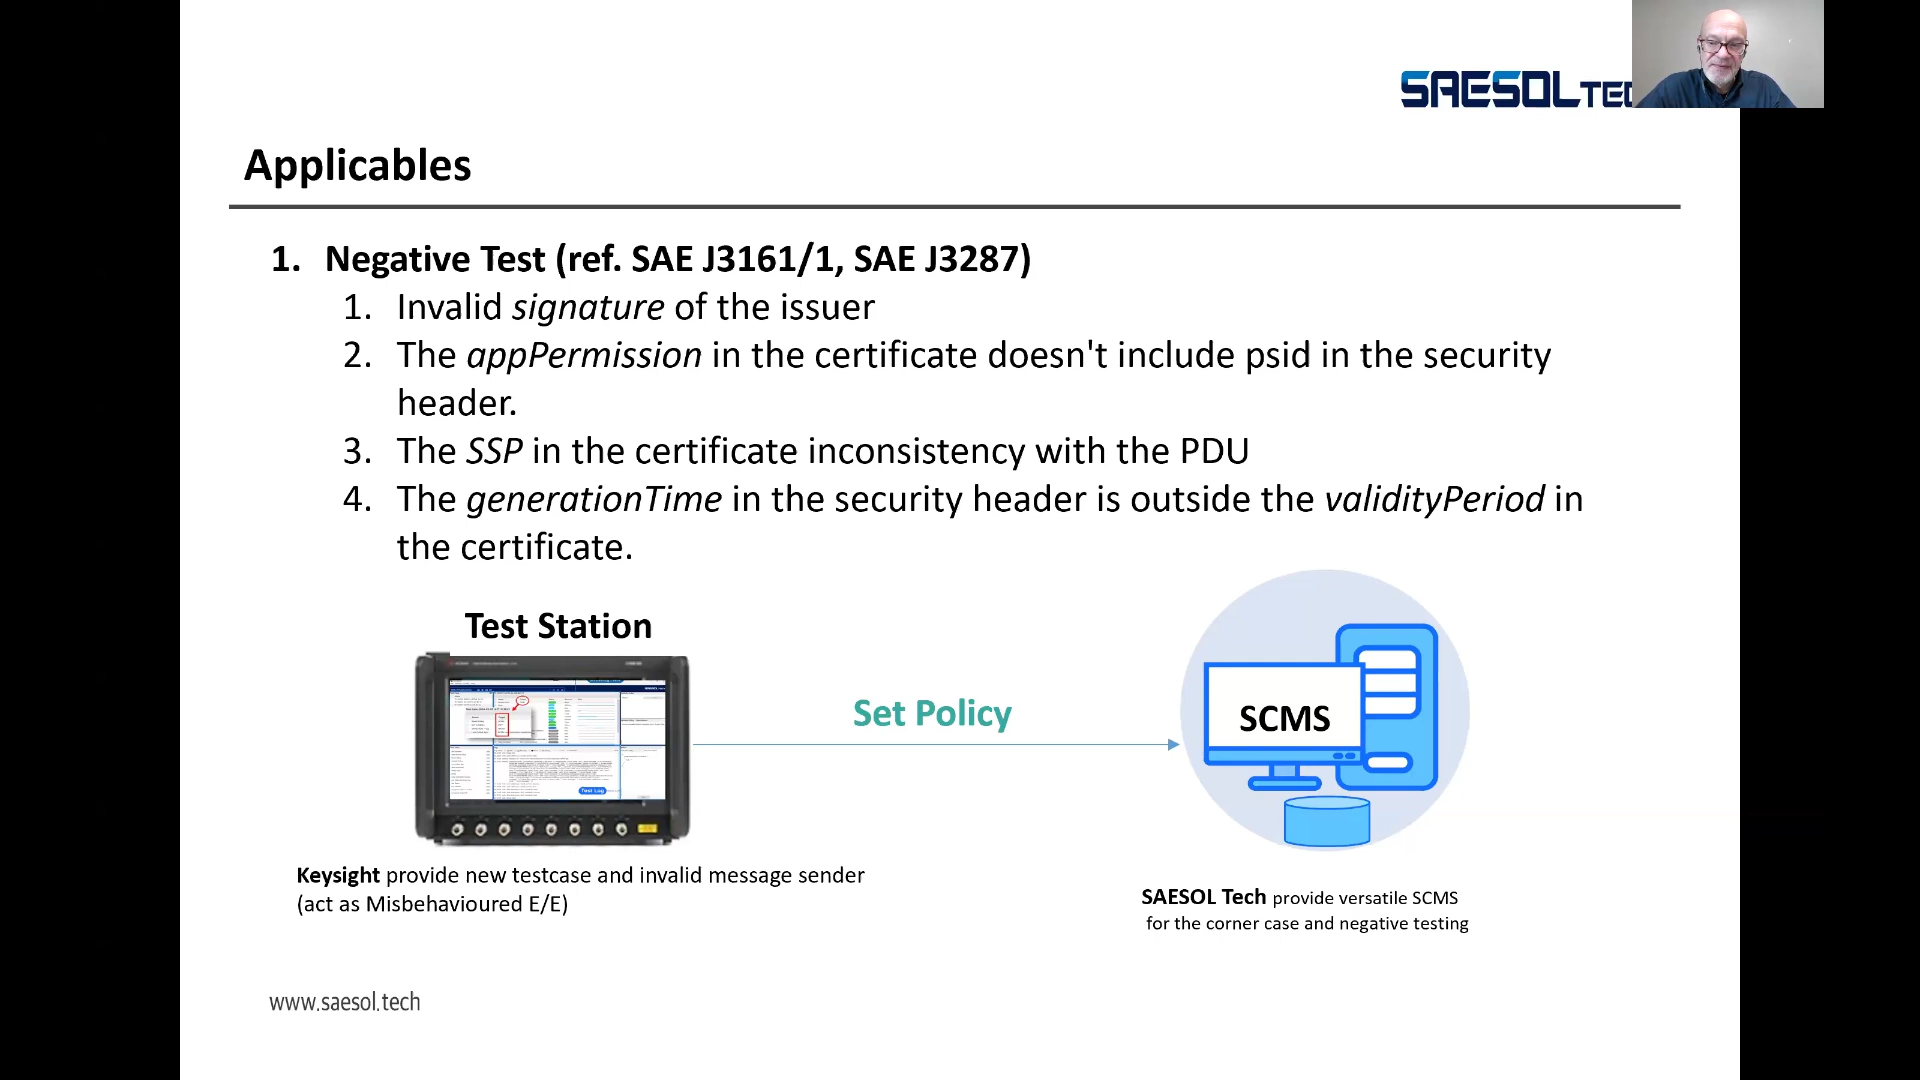 SAESOL TEC
Applicables
1. Negative Test (ref. SAE J3161/1, SAE J3287)
1. Invalid signature of the issuer
2. The appPermission in the certificate doesn't include psid in the security
header.
3. The SSP in the certificate inconsistency with the PDU
4. The generationTime in the security header is outside the validityPeriod in
the certificate.
Test Station
Set Policy
SCMS
Test Log
Keysight provide new testcase and invalid message sender
(act as Misbehavioured E/E)
SAESOL Tech provide versatile SCMS
for the corner case and negative testing
www.saesol.tech